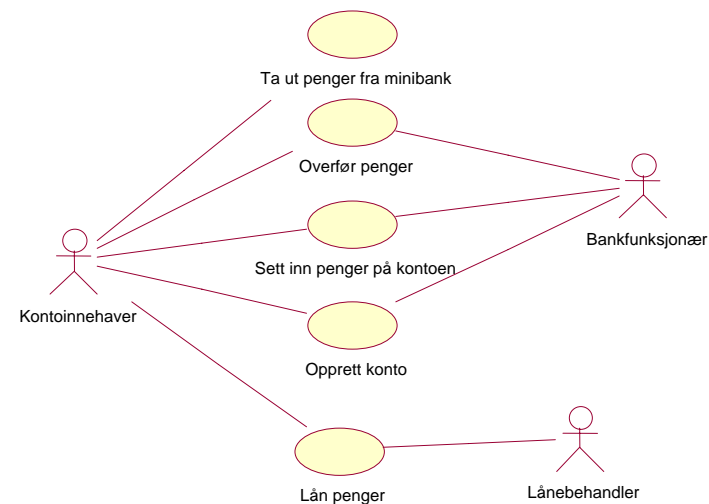 Ta ut penger fra minibank
Overfør penger
Bankfunksjonær
Sett inn penger på kontoen
Kontoinnehaver
Opprett konto
Lån penger
Lånebehandler